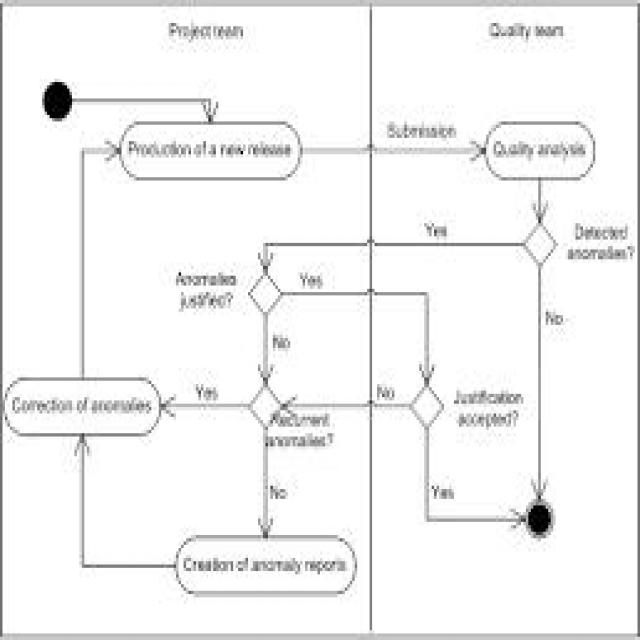 Project team
Quality team
Submission
Production of a new release
Quality analysis
Yes
Detected
anomalies?
Anomalies
justified?
Yes
No
No
Yes
No
Correction of anomalies
Justification
accepted?
Recurrent
anomalies?
No
Yes
Creation of anomaly reports